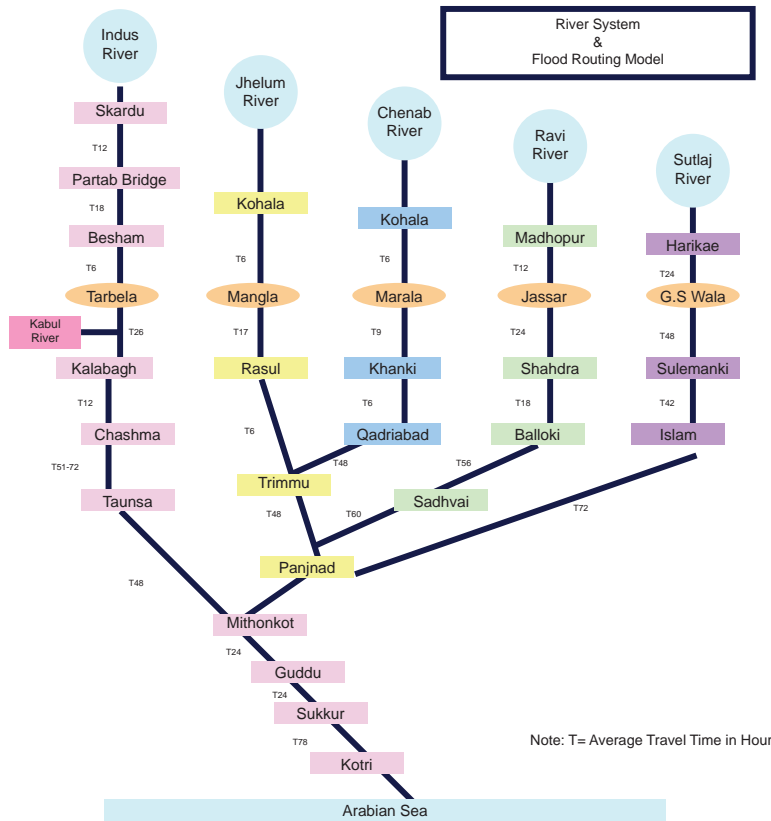 River System
&
Flood Routing Model
Indus
River
Skardu
T12
Partab Bridge
T18
Besham
T6
Tarbela
Kabul
River
T26
Kalabagh
T12
Chashma
T51-72
Taunsa
T48
Jhelum
River
Kohala
T6
Mangla
T17
Rasul
T6
Trimmu
T48
Panjnad
Chenab
River
Kohala
T6
Marala
T9
Khanki
T6
Qadriabad
T48
Ravi
River
Madhopur
T12
Jassar
T24
Shahdra
T18
Balloki
T56
Sadhvai
T60
Sutlaj
River
Harikae
T24
G.S Wala
T48
Sulemanki
T42
Islam
T72
Mithonkot
T24
Guddu
T24
Sukkur
T78
Kotri
Note: T= Average Travel Time in Hour
Arabian Sea